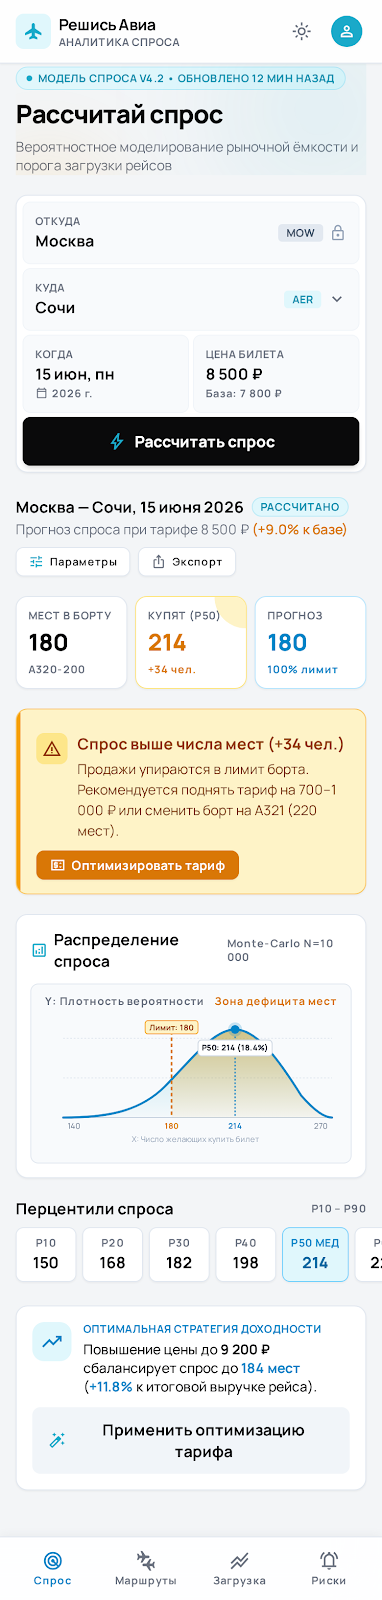 Решись Авиа
АНАЛИТИКА СПРОСА
МОДЕЛЬ СПРОСА V4.2 • ОБНОВЛЕНО 12 МИН НАЗАД
Рассчитай спрос
Вероятностное моделирование рыночной ёмкости и
порога загрузки рейсов
ОТКУДА
Москва
MOW
КУДА
Сочи
AER
КОГДА
15 июн, пн
2026 г.
ЦЕНА БИЛЕТА
8 500 ₽
База: 7 800 ₽
Рассчитать спрос
Москва — Сочи, 15 июня 2026
РАССЧИТАНО
Прогноз спроса при тарифе 8 500 ₽ (+9.0% к базе)
Параметры
Экспорт
МЕСТ В БОРТУ
180
A320-200
КУПЯТ (P50)
214
+34 чел.
ПРОГНОЗ
180
100% лимит
Спрос выше числа мест (+34 чел.)
Продажи упираются в лимит борта.
Рекомендуется поднять тариф на 700–1
000 ₽ или сменить борт на A321 (220
мест).
Оптимизировать тариф
Распределение
спроса
Monte-Carlo N=10
000
Y: Плотность вероятности
Зона дефицита мест
Лимит: 180
P50: 214 (18.4%)
140
180
214
270
X: Число желающих купить билет
Перцентили спроса
P10 – P90
P10
150
P20
168
P30
182
P40
198
P50 МЕД
214
ОПТИМАЛЬНАЯ СТРАТЕГИЯ ДОХОДНОСТИ
Повышение цены до 9 200 ₽
сбалансирует спрос до 184 мест
(+11.8% к итоговой выручке рейса).
Применить оптимизацию
тарифа
Спрос
Маршруты
Загрузка
Риски